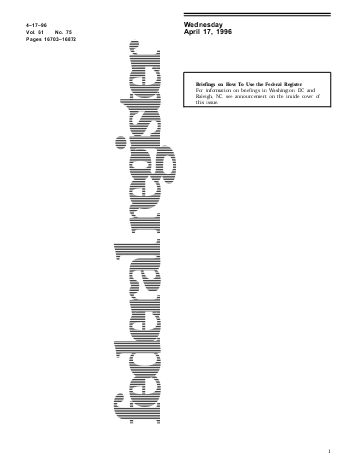 4–17–96
Vol. 61 No. 75
Pages 16703–16872
Wednesday
April 17, 1996
Briefings on How To Use the Federal Register
For information on briefings in Washington, DC and
Raleigh, NC, see announcement on the inside cover of
this issue.
federal register
1